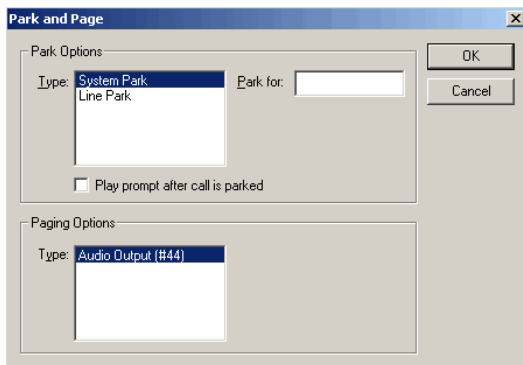 Park and Page
Park Options
Type: System Park
Line Park
Park for:
Play prompt after call is parked
OK
Cancel
Paging Options
Type: Audio Output (#44)